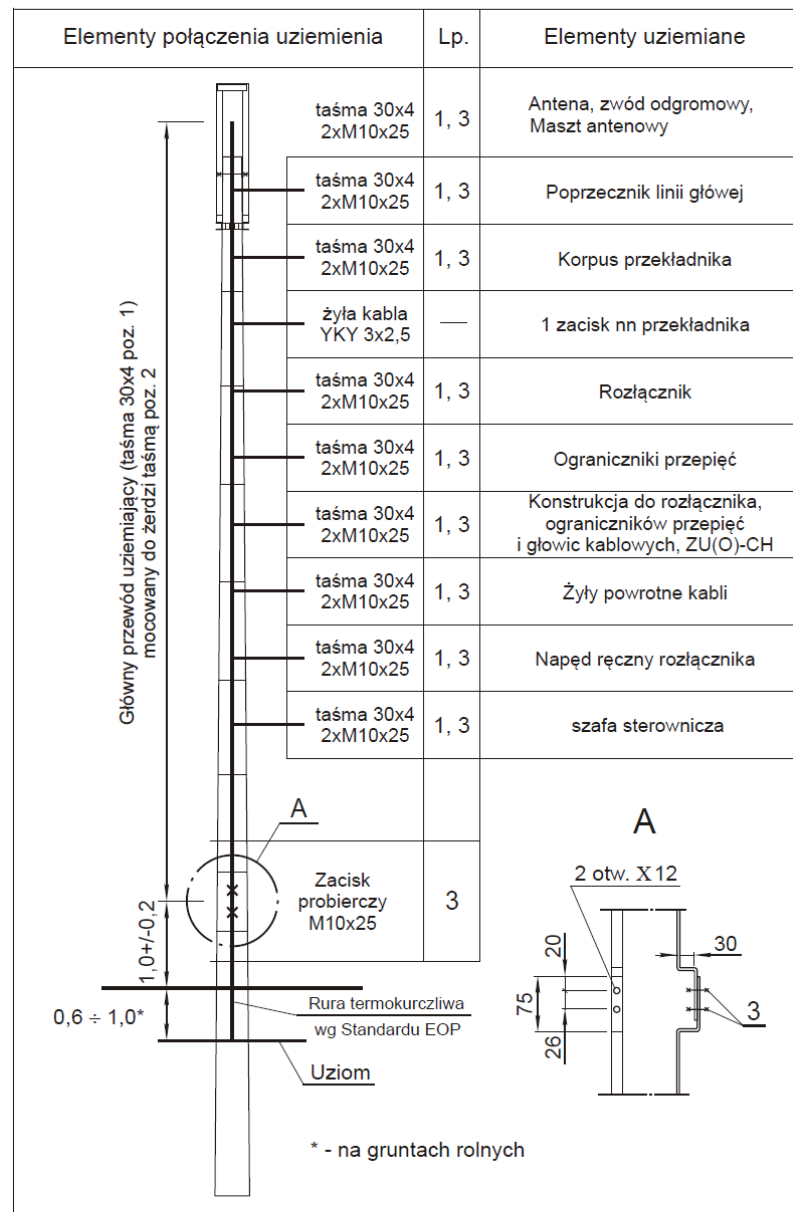 Elementy połączenia uziemienia
Lp.
Elementy uziemiane
taśma 30x4
2xM10x25
1, 3
Antena, zwód odgromowy,
Maszt antenowy
taśma 30x4
2xM10x25
1, 3
Poprzecznik linii głowej
taśma 30x4
2xM10x25
1, 3
Korpus przekładnika
żyła kabla
YKY 3x2,5
—
1 zacisk nn przekładnika
taśma 30x4
2xM10x25
1, 3
Rozłącznik
taśma 30x4
2xM10x25
1, 3
Ograniczniki przepięć
taśma 30x4
2xM10x25
1, 3
Konstrukcja do rozłącznika,
ograniczników przepięć
i głowic kablowych, ZU(O)-CH
taśma 30x4
2xM10x25
1, 3
Żyły powrotne kabli
taśma 30x4
2xM10x25
1, 3
Napęd ręczny rozłącznika
taśma 30x4
2xM10x25
1, 3
szafa sterownicza
Główny przewód uziemiający (taśma 30x4 poz. 1)
mocowany do żerdzi taśmą poz. 2
A
Zacisk
probierczy
M10x25
3
1,0+/-0,2
0,6 ÷ 1,0*
Rura termokurczliwa
wg Standardu EOP
Uziom
* - na gruntach rolnych
A
2 otw. X12
20
75
26
30
3